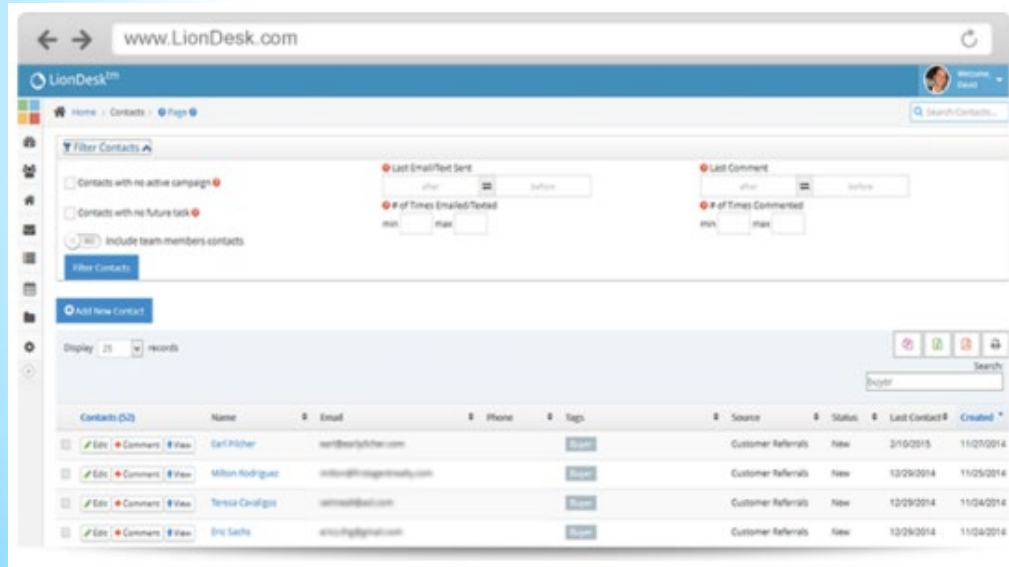 www.LionDesk.com
LionDesk™
Welcome, David
Home / Contacts / Page
Search Contacts...
Filter Contacts
Last Email/Text Sent
Last Comment
Contacts with no active campaign
after before
after before
# of Times Emailed/Texted
# of Times Commented
Contacts with no future task
min max
min max
NO Include team members contacts
Filter Contacts
Add New Contact
Display 25 records
Search:
buyer
Contacts (52) Name Email Phone Tags Source Status Last Contact Created
Edit Comment View Earl Pilcher Buyer Customer Referrals New 2/10/2015 11/27/2014
Edit Comment View Milton Rodriguez Buyer Customer Referrals New 12/29/2014 11/25/2014
Edit Comment View Teresa Cavaligos Buyer Customer Referrals New 12/29/2014 11/24/2014
Edit Comment View Eric Sachs Buyer Customer Referrals New 12/29/2014 11/24/2014